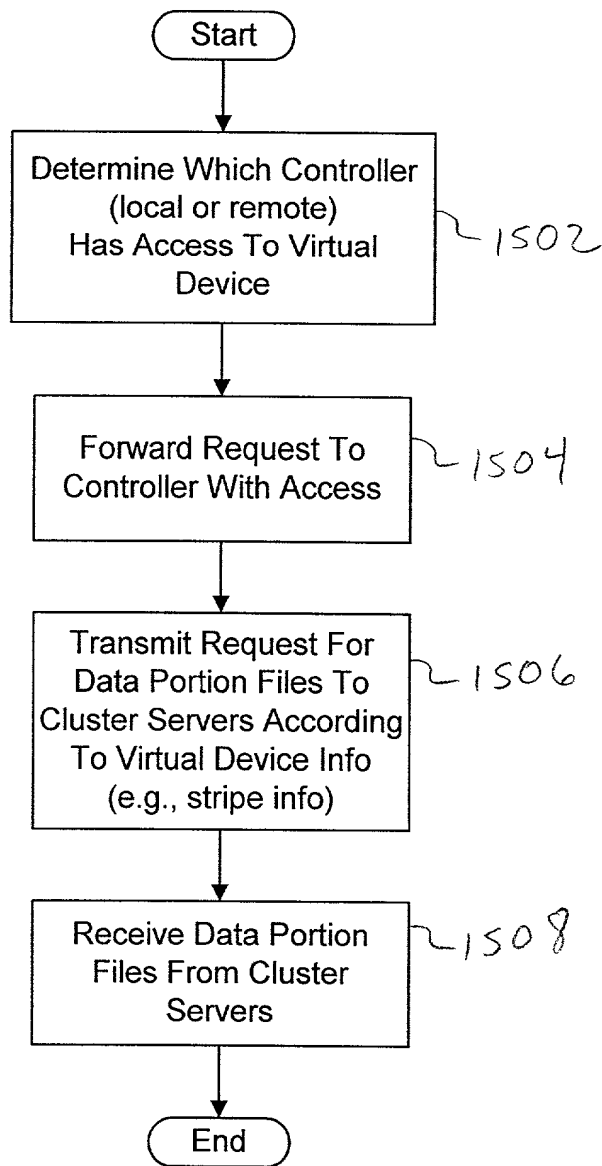 Start
Determine Which Controller
(local or remote)
Has Access To Virtual
Device
1502
Forward Request To
Controller With Access
1504
Transmit Request For
Data Portion Files To
Cluster Servers According
To Virtual Device Info
(e.g., stripe info)
1506
Receive Data Portion
Files From Cluster
Servers
1508
End